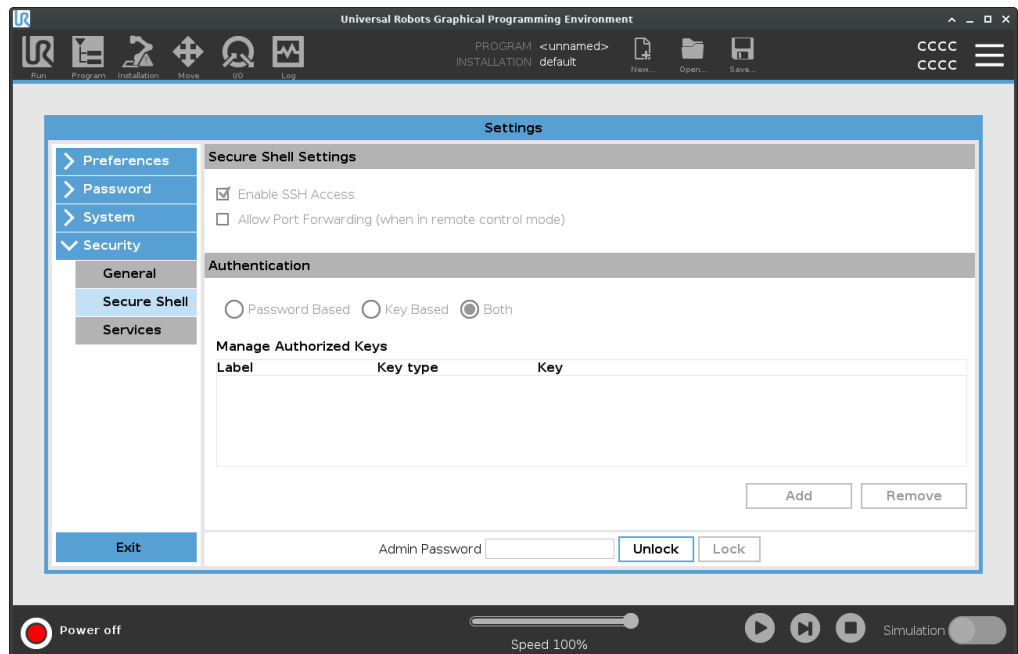 Universal Robots Graphical Programming Environment
PROGRAM <unnamed>
INSTALLATION default
CCCC
CCCC
Run
Program
Installation
Move
I/O
Log
New...
Open...
Save...
Settings
Preferences
Password
System
Security
General
Secure Shell
Services
Exit
Secure Shell Settings
Enable SSH Access
Allow Port Forwarding (when in remote control mode)
Authentication
Password Based
Key Based
Both
Manage Authorized Keys
Label Key type Key
Add
Remove
Admin Password
Unlock
Lock
Power off
Speed 100%
Simulation